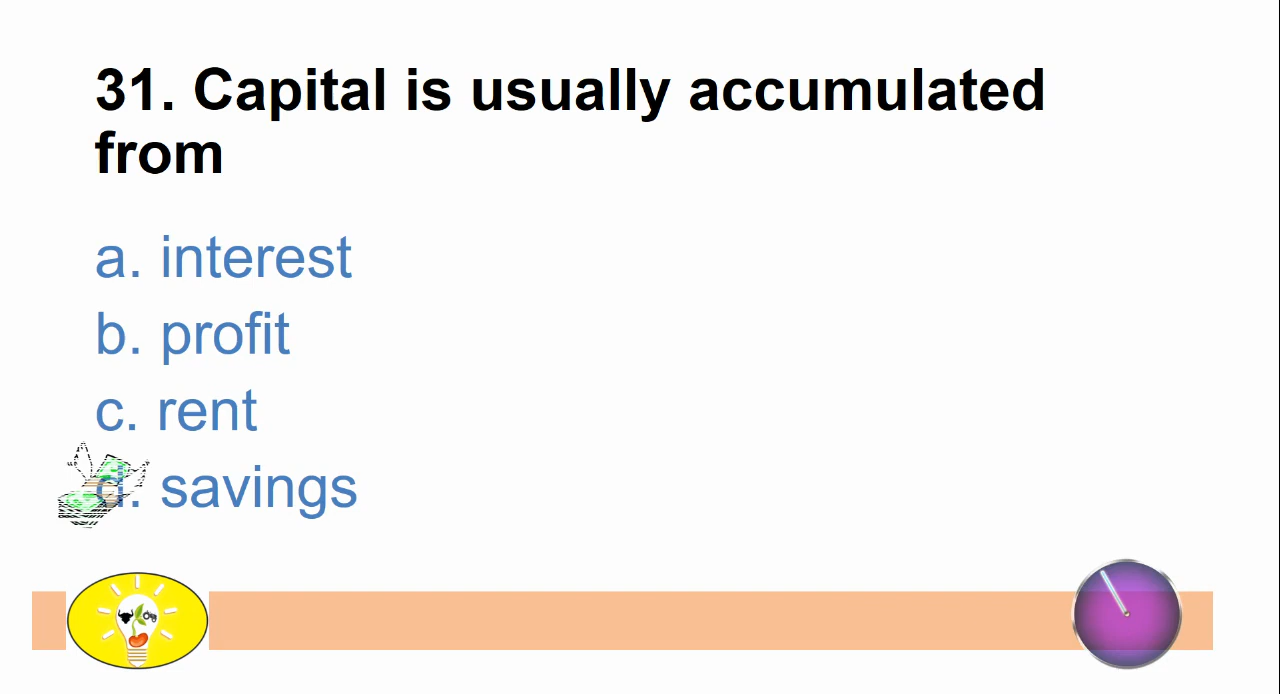 31. Capital is usually accumulated
from
a. interest
b. profit
c. rent
d. savings